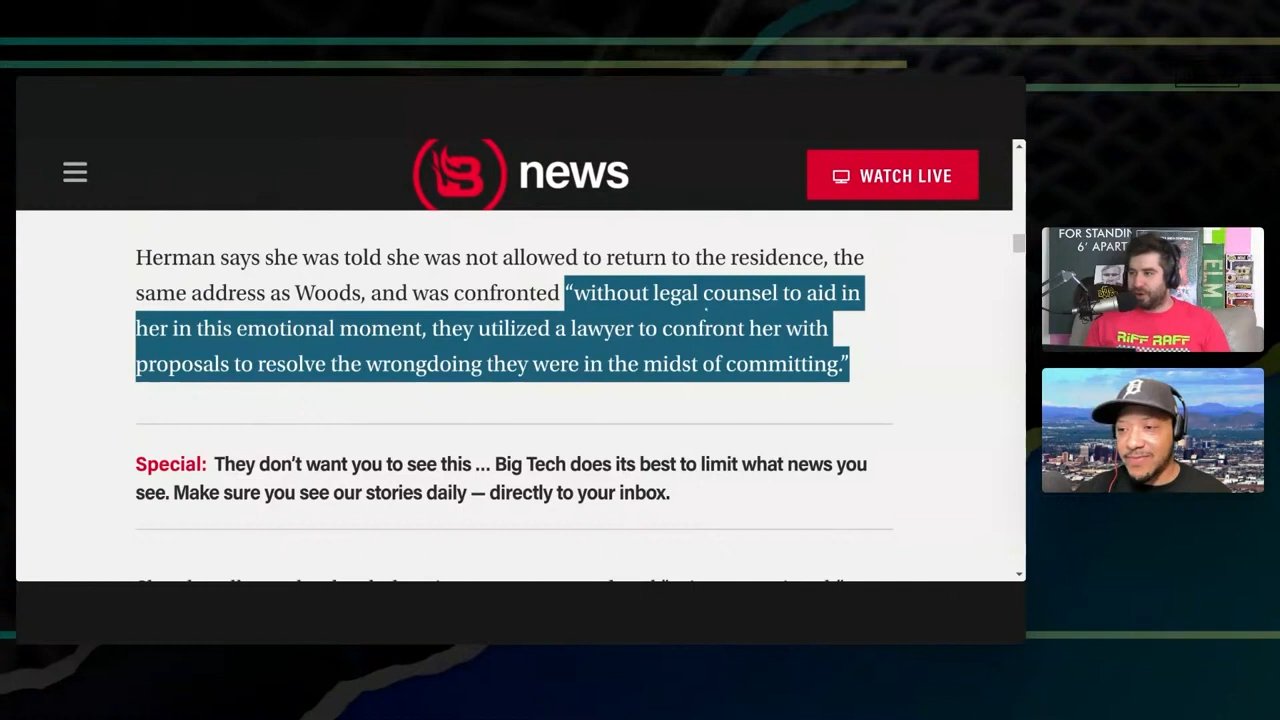 news
WATCH LIVE
Herman says she was told she was not allowed to return to the residence, the
same address as Woods, and was confronted “without legal counsel to aid in
her in this emotional moment, they utilized a lawyer to confront her with
proposals to resolve the wrongdoing they were in the midst of committing.”
Special: They don’t want you to see this ... Big Tech does its best to limit what news you
see. Make sure you see our stories daily — directly to your inbox.
FOR STANDIN
6’ APART
ELM
RiFF RAFF